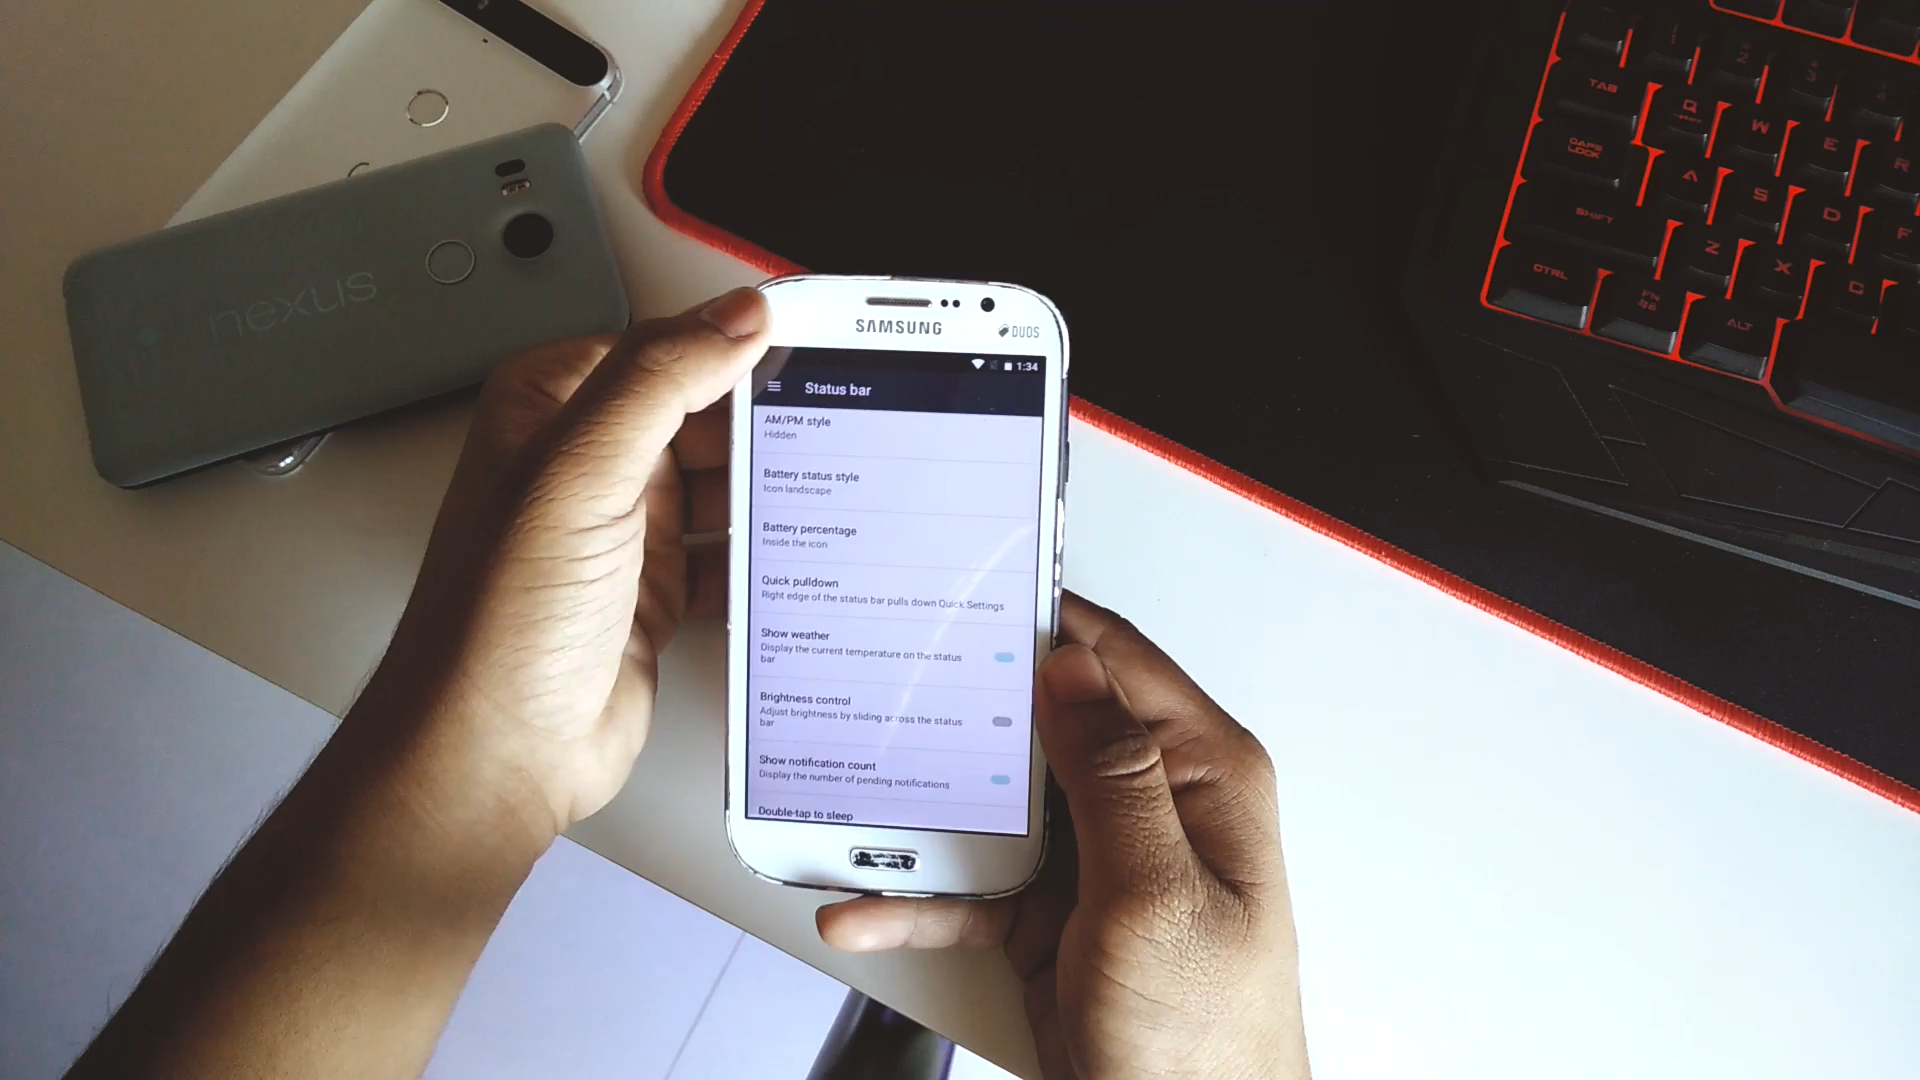 nexus
SAMSUNG
DUOS
1:34
Status bar
AM/PM style
Hidden
Battery status style
Icon landscape
Battery percentage
Inside the icon
Quick pulldown
Right edge of the status bar pulls down Quick Settings
Show weather
Display the current temperature on the status
bar
Brightness control
Adjust brightness by sliding across the status
bar
Show notification count
Display the number of pending notifications
Double-tap to sleep
TAB
Q
W
E
R
CAPS
LOCK
A
S
D
F
SHIFT
Z
X
C
CTRL
FN
ALT